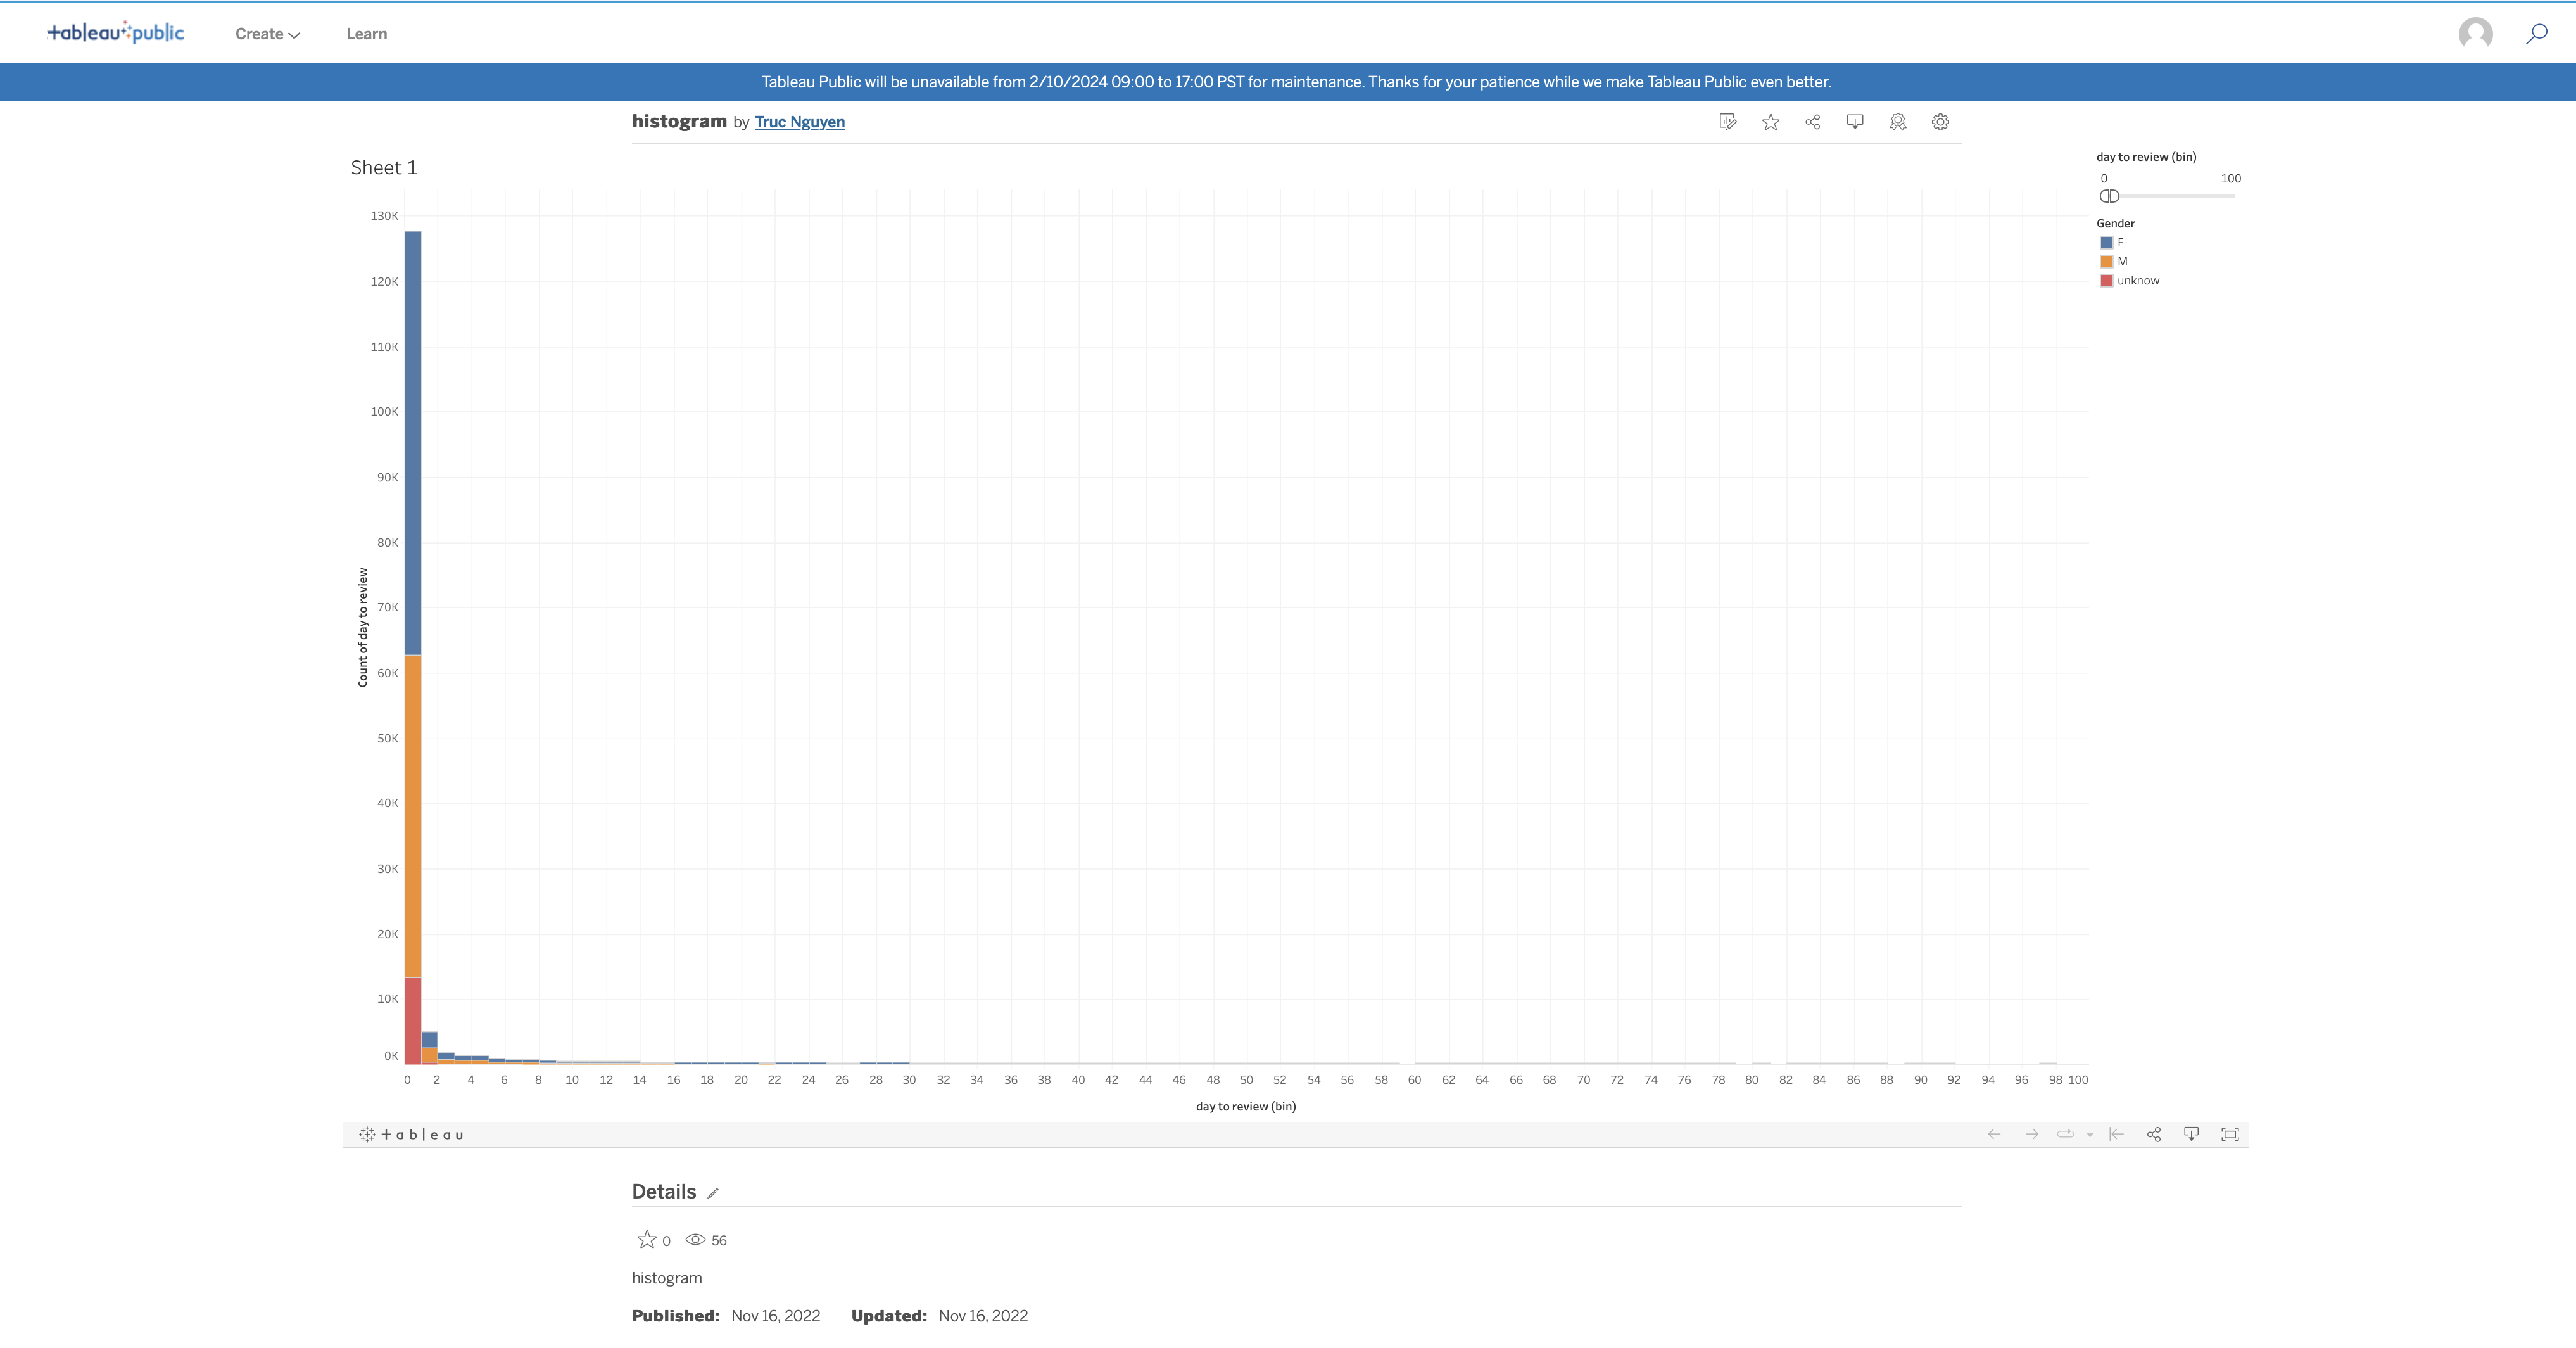 +ableau public
Create
Learn
Tableau Public will be unavailable from 2/10/2024 09:00 to 17:00 PST for maintenance. Thanks for your patience while we make Tableau Public even better.
histogram by Truc Nguyen
Sheet 1
130K
120K
110K
100K
90K
80K
70K
60K
50K
40K
30K
20K
10K
0K
Count of day to review
0 2 4 6 8 10 12 14 16 18 20 22 24 26 28 30 32 34 36 38 40 42 44 46 48 50 52 54 56 58 60 62 64 66 68 70 72 74 76 78 80 82 84 86 88 90 92 94 96 98 100
day to review (bin)
day to review (bin)
0 100
Gender
F
M
unknow
+ableau
Details
0 56
histogram
Published: Nov 16, 2022 Updated: Nov 16, 2022